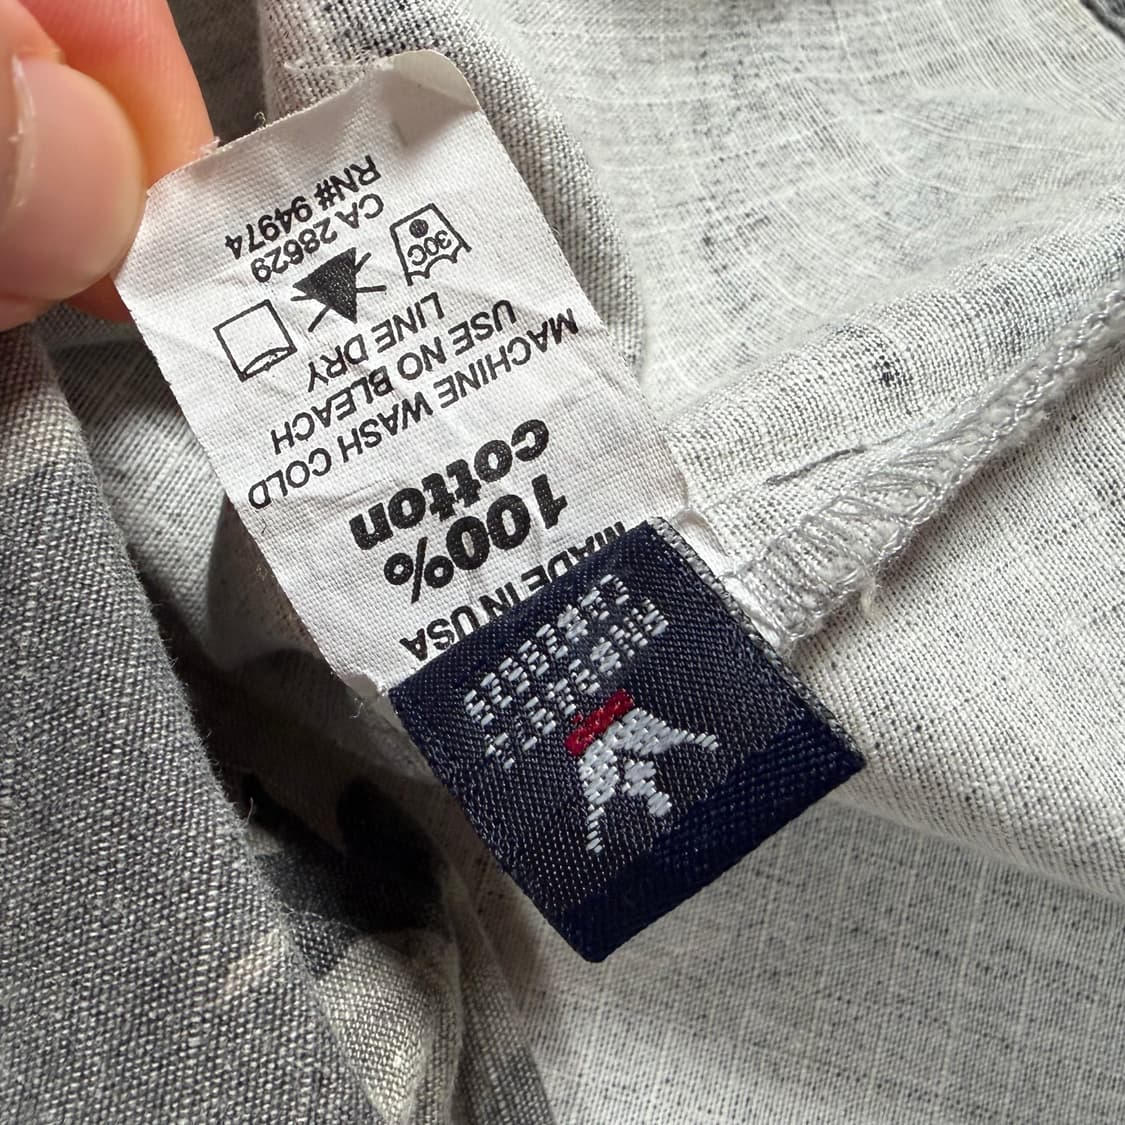 MADE IN USA
100%
cotton
MACHINE WASH COLD
USE NO BLEACH
LINE DRY
30C
CA 28629
RN# 94974